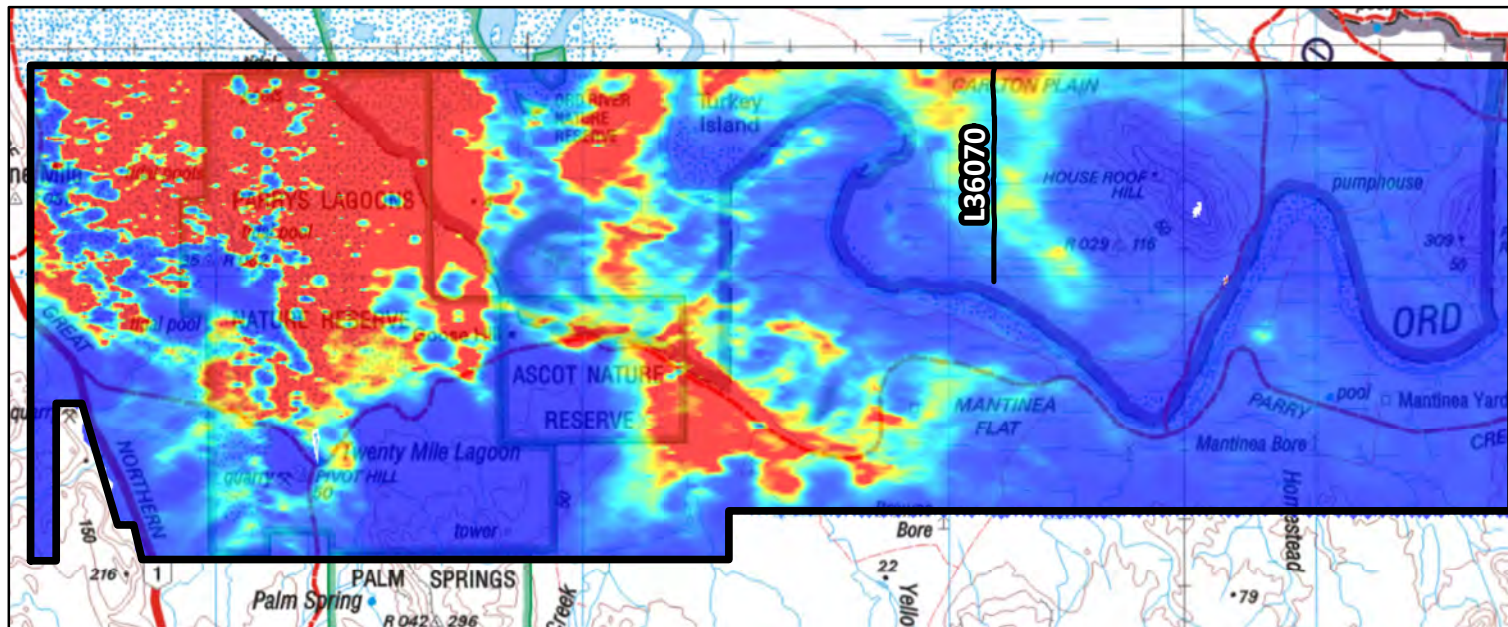 CARLTON PLAIN
Turkey
Island
ORD RIVER
NATURE
RESERVE
L36070
PARRYS LAGOONS
NATURE RESERVE
HOUSE ROOF
HILL
R 029 116
pumphouse
309
50
tidal pool
GREAT
NORTHERN
Goose Hill
ASCOT NATURE
RESERVE
MANTINEA
FLAT
ORD
PARRY
pool
Mantinea Yard
CRE
Mantinea Bore
Homestead
quarry
Twenty Mile Lagoon
quarry
PIVOT HILL
50
50
tower
150
216
1
PALM SPRINGS
Palm Spring
R 042 296
Creek
Bore
22
Yello
79